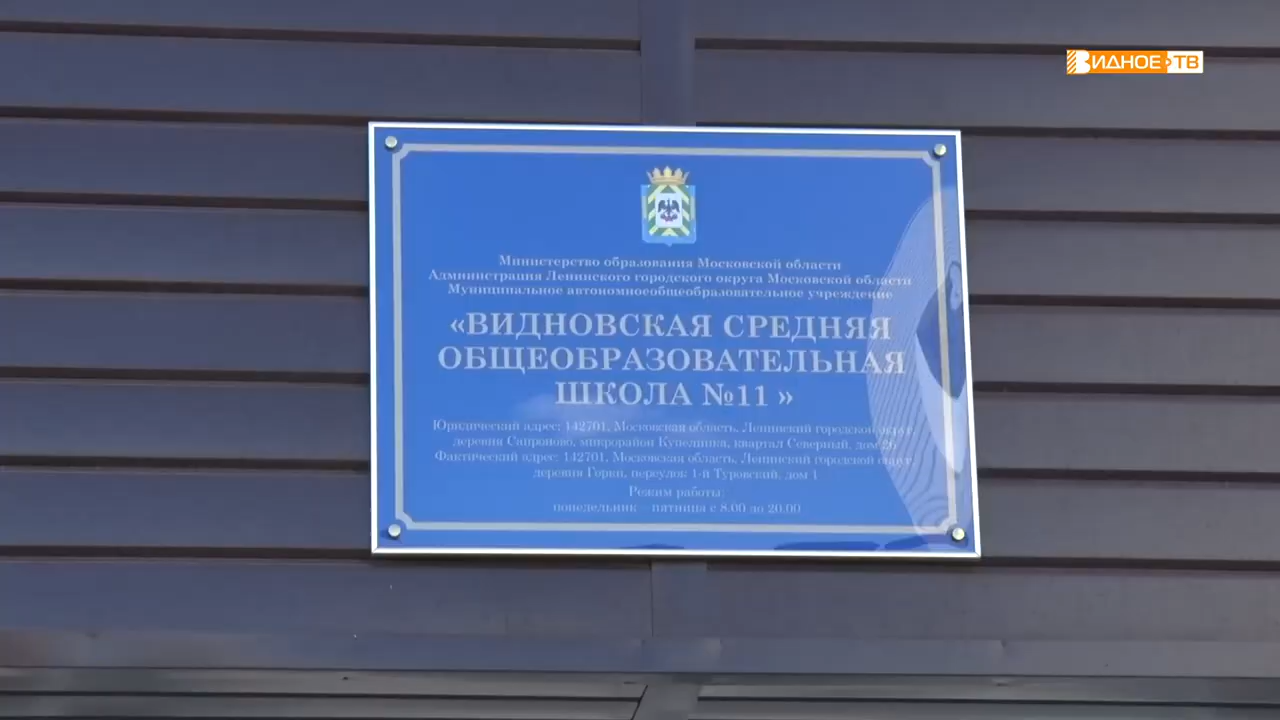 ВИДНОЕ ТВ
Министерство образования Московской области
Администрация Ленинского городского округа Московской области
Муниципальное автономноеобщеобразовательное учреждение
«ВИДНОВСКАЯ СРЕДНЯЯ
ОБЩЕОБРАЗОВАТЕЛЬНАЯ
ШКОЛА №11 »
Юридический адрес: 142701, Московская область, Ленинский городской округ,
деревня Сапроново, микрорайон Купелинка, квартал Северный, дом 26
Фактический адрес: 142701, Московская область, Ленинский городской округ,
деревня Горки, переулок 1-й Туровский, дом 1
Режим работы:
понедельник – пятница с 8.00 до 20.00